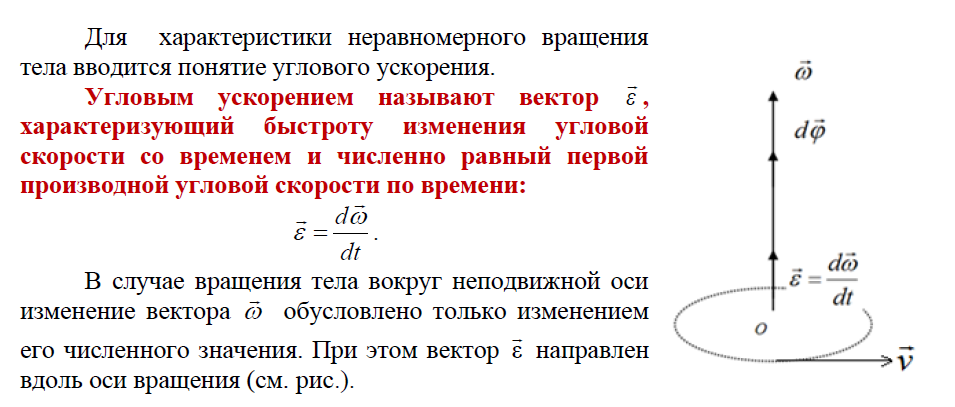 Для характеристики неравномерного вращения
тела вводится понятие углового ускорения.
Угловым ускорением называют вектор ε⃗ ,
характеризующий быстроту изменения угловой
скорости со временем и численно равный первой
производной угловой скорости по времени:
ε⃗ = dω⃗/dt .
В случае вращения тела вокруг неподвижной оси
изменение вектора ω⃗ обусловлено только изменением
его численного значения. При этом вектор ε⃗ направлен
вдоль оси вращения (см. рис.).
ω⃗
dφ⃗
ε⃗ = dω⃗/dt
O
v⃗